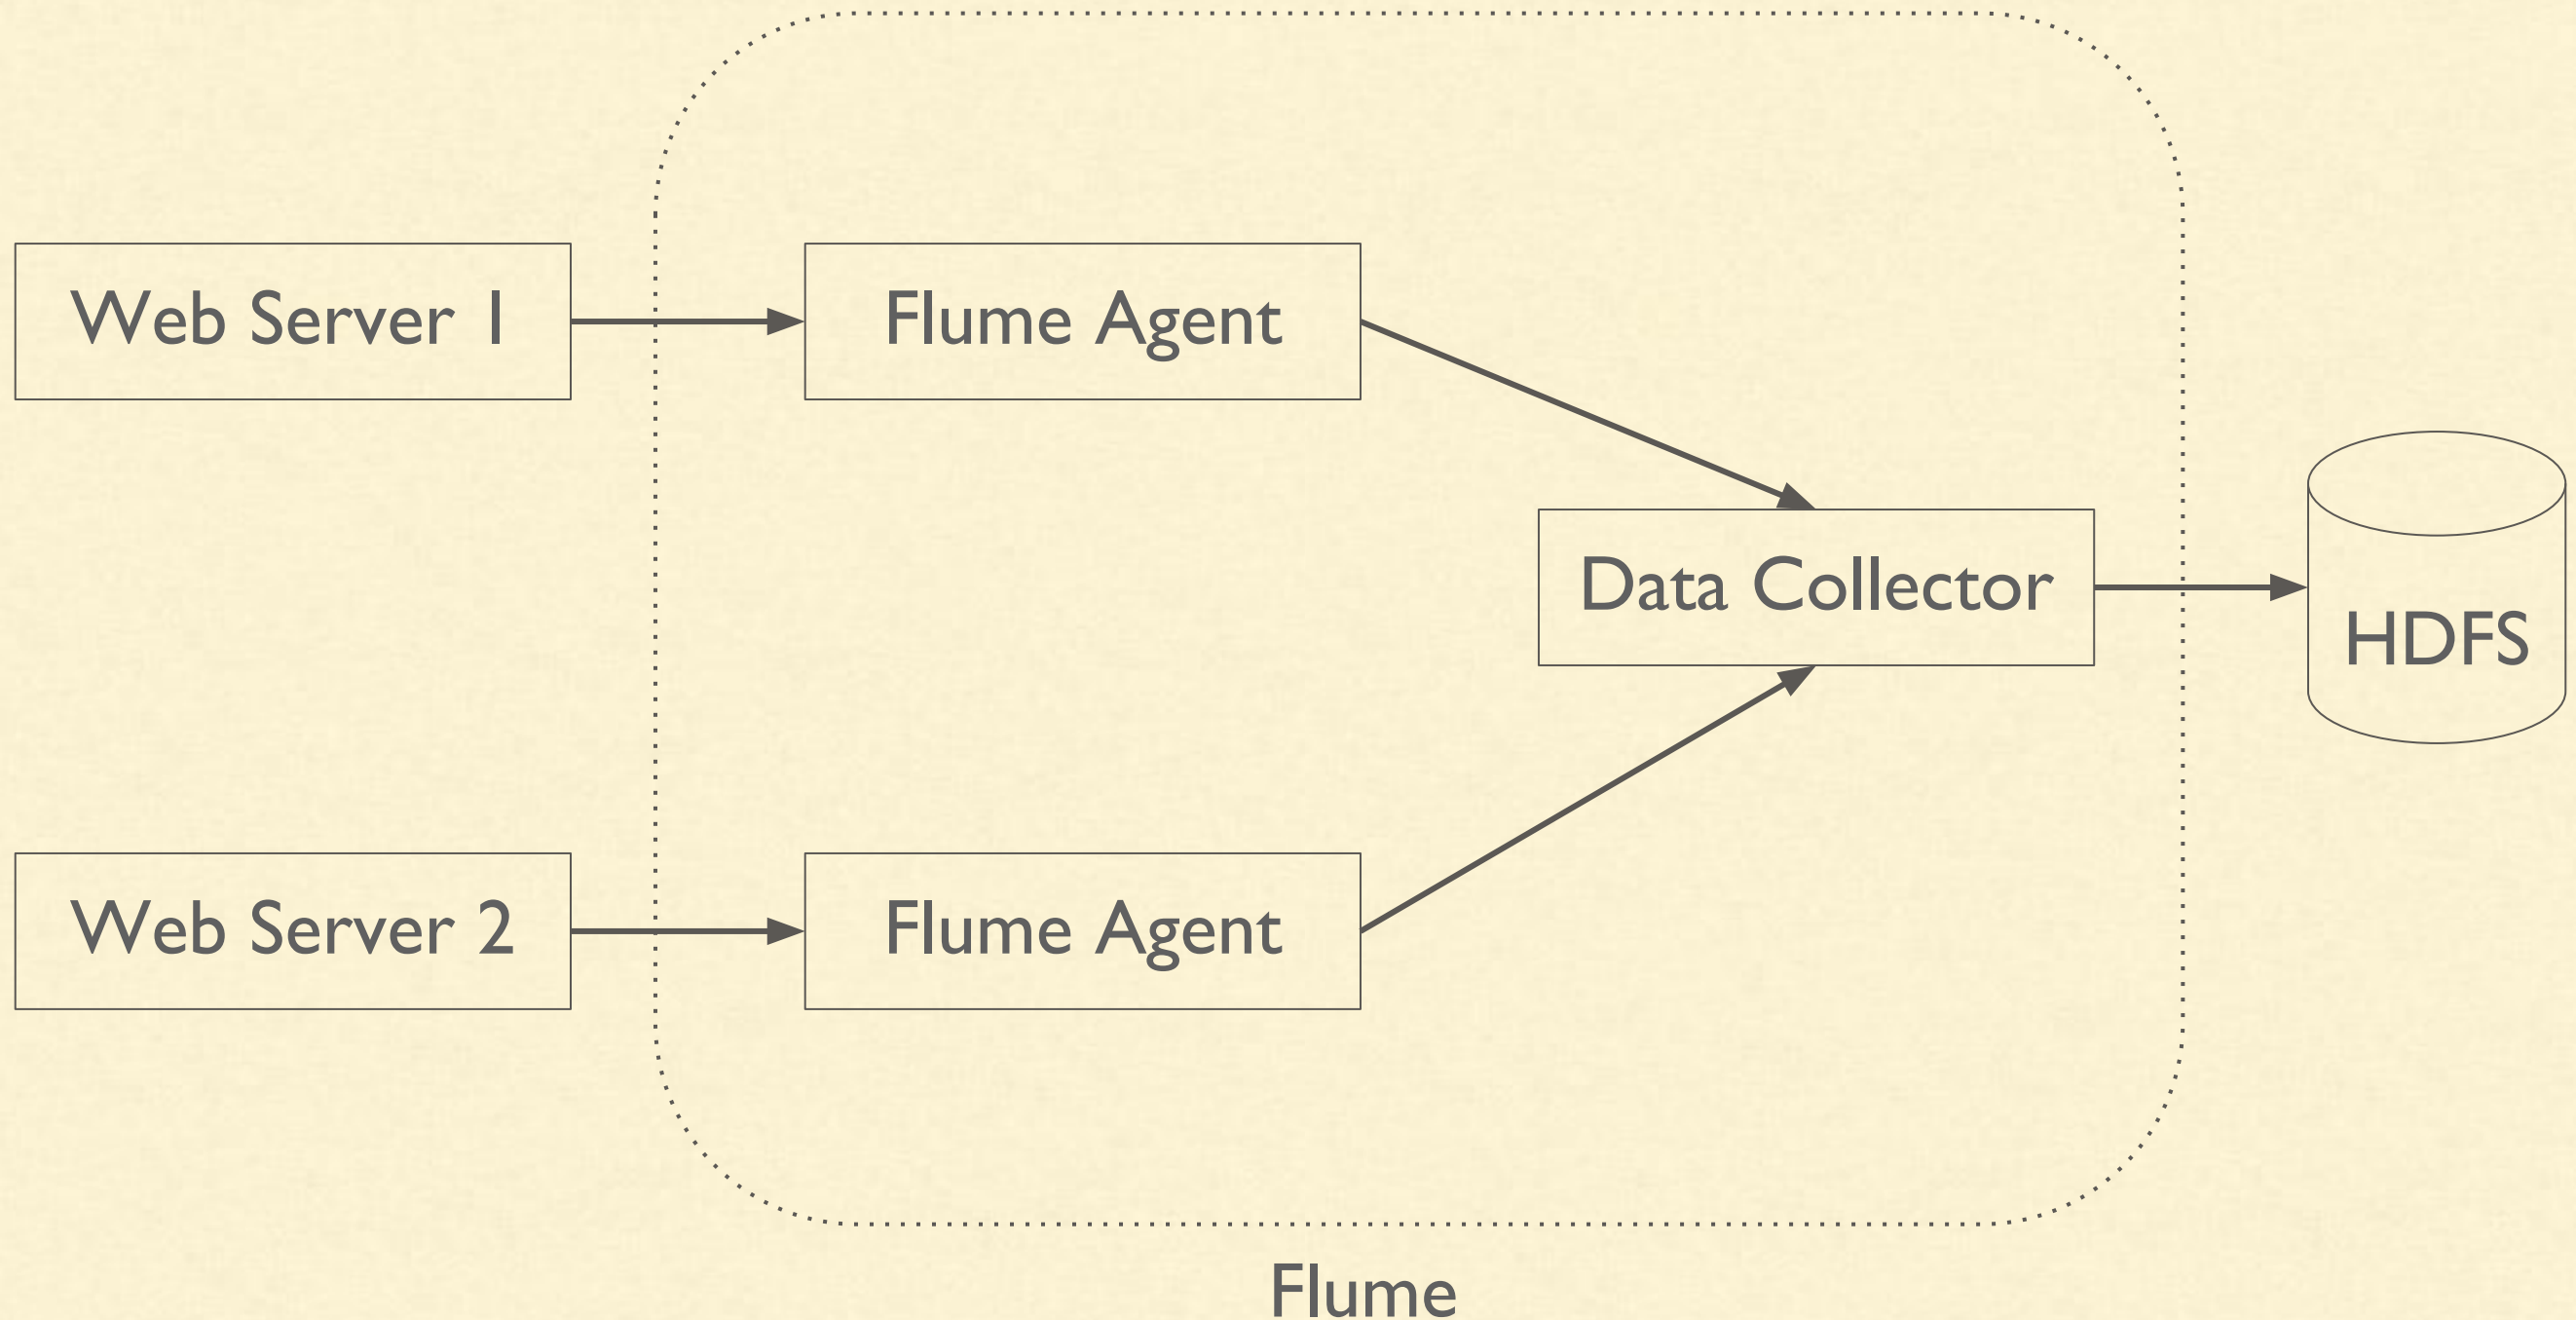 Web Server 1
Flume Agent
Data Collector
HDFS
Web Server 2
Flume Agent
Flume